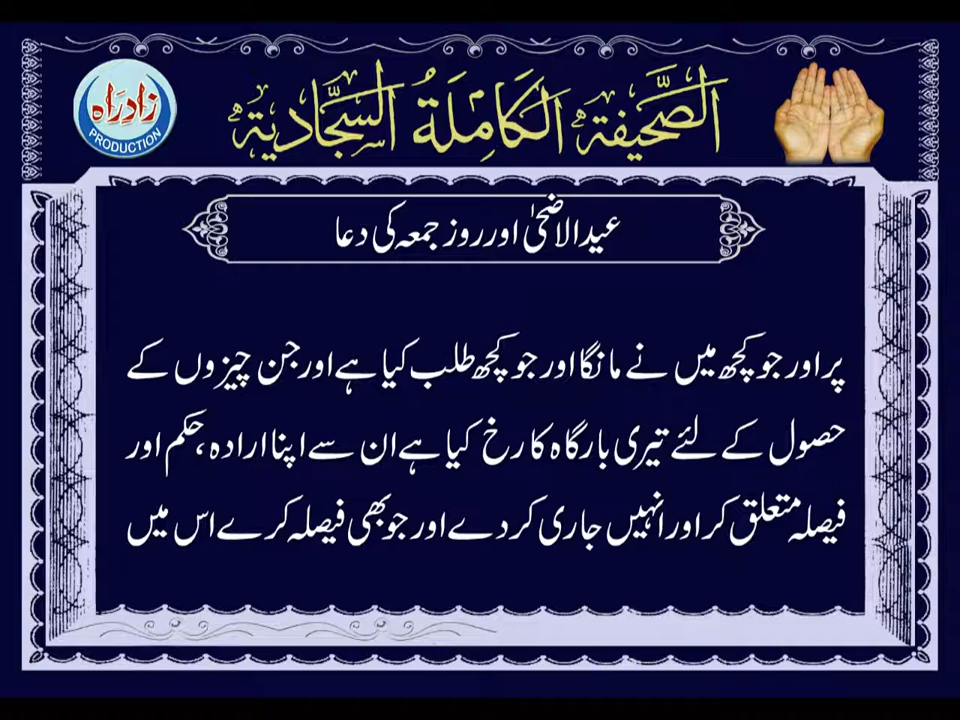 الصَّحِيفَة الكَامِلَةُ السَّجَّادِيَة
زادِرَاہ
PRODUCTION
عیدالاضحیٰ اور روز جمعہ کی دعا
پر اور جو کچھ میں نے مانگا اور جو کچھ طلب کیا ہے اور جن چیزوں کے
حصول کے لئے تیری بارگاہ کا رخ کیا ہے ان سے اپنا ارادہ، حکم اور
فیصلہ متعلق کر اور انہیں جاری کر دے اور جو بھی فیصلہ کرے اس میں